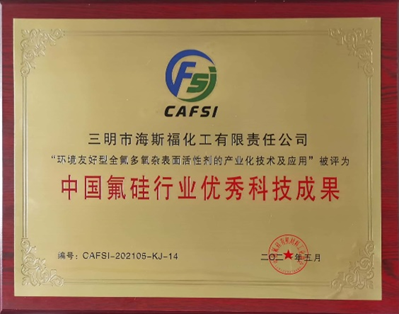 FSi
CAFSI
三明市海斯福化工有限责任公司
“环境友好型全氟多氧杂表面活性剂的产业化技术及应用”被评为
中国氟硅行业优秀科技成果
编号：CAFSI-202105-KJ-14
二〇二一年五月